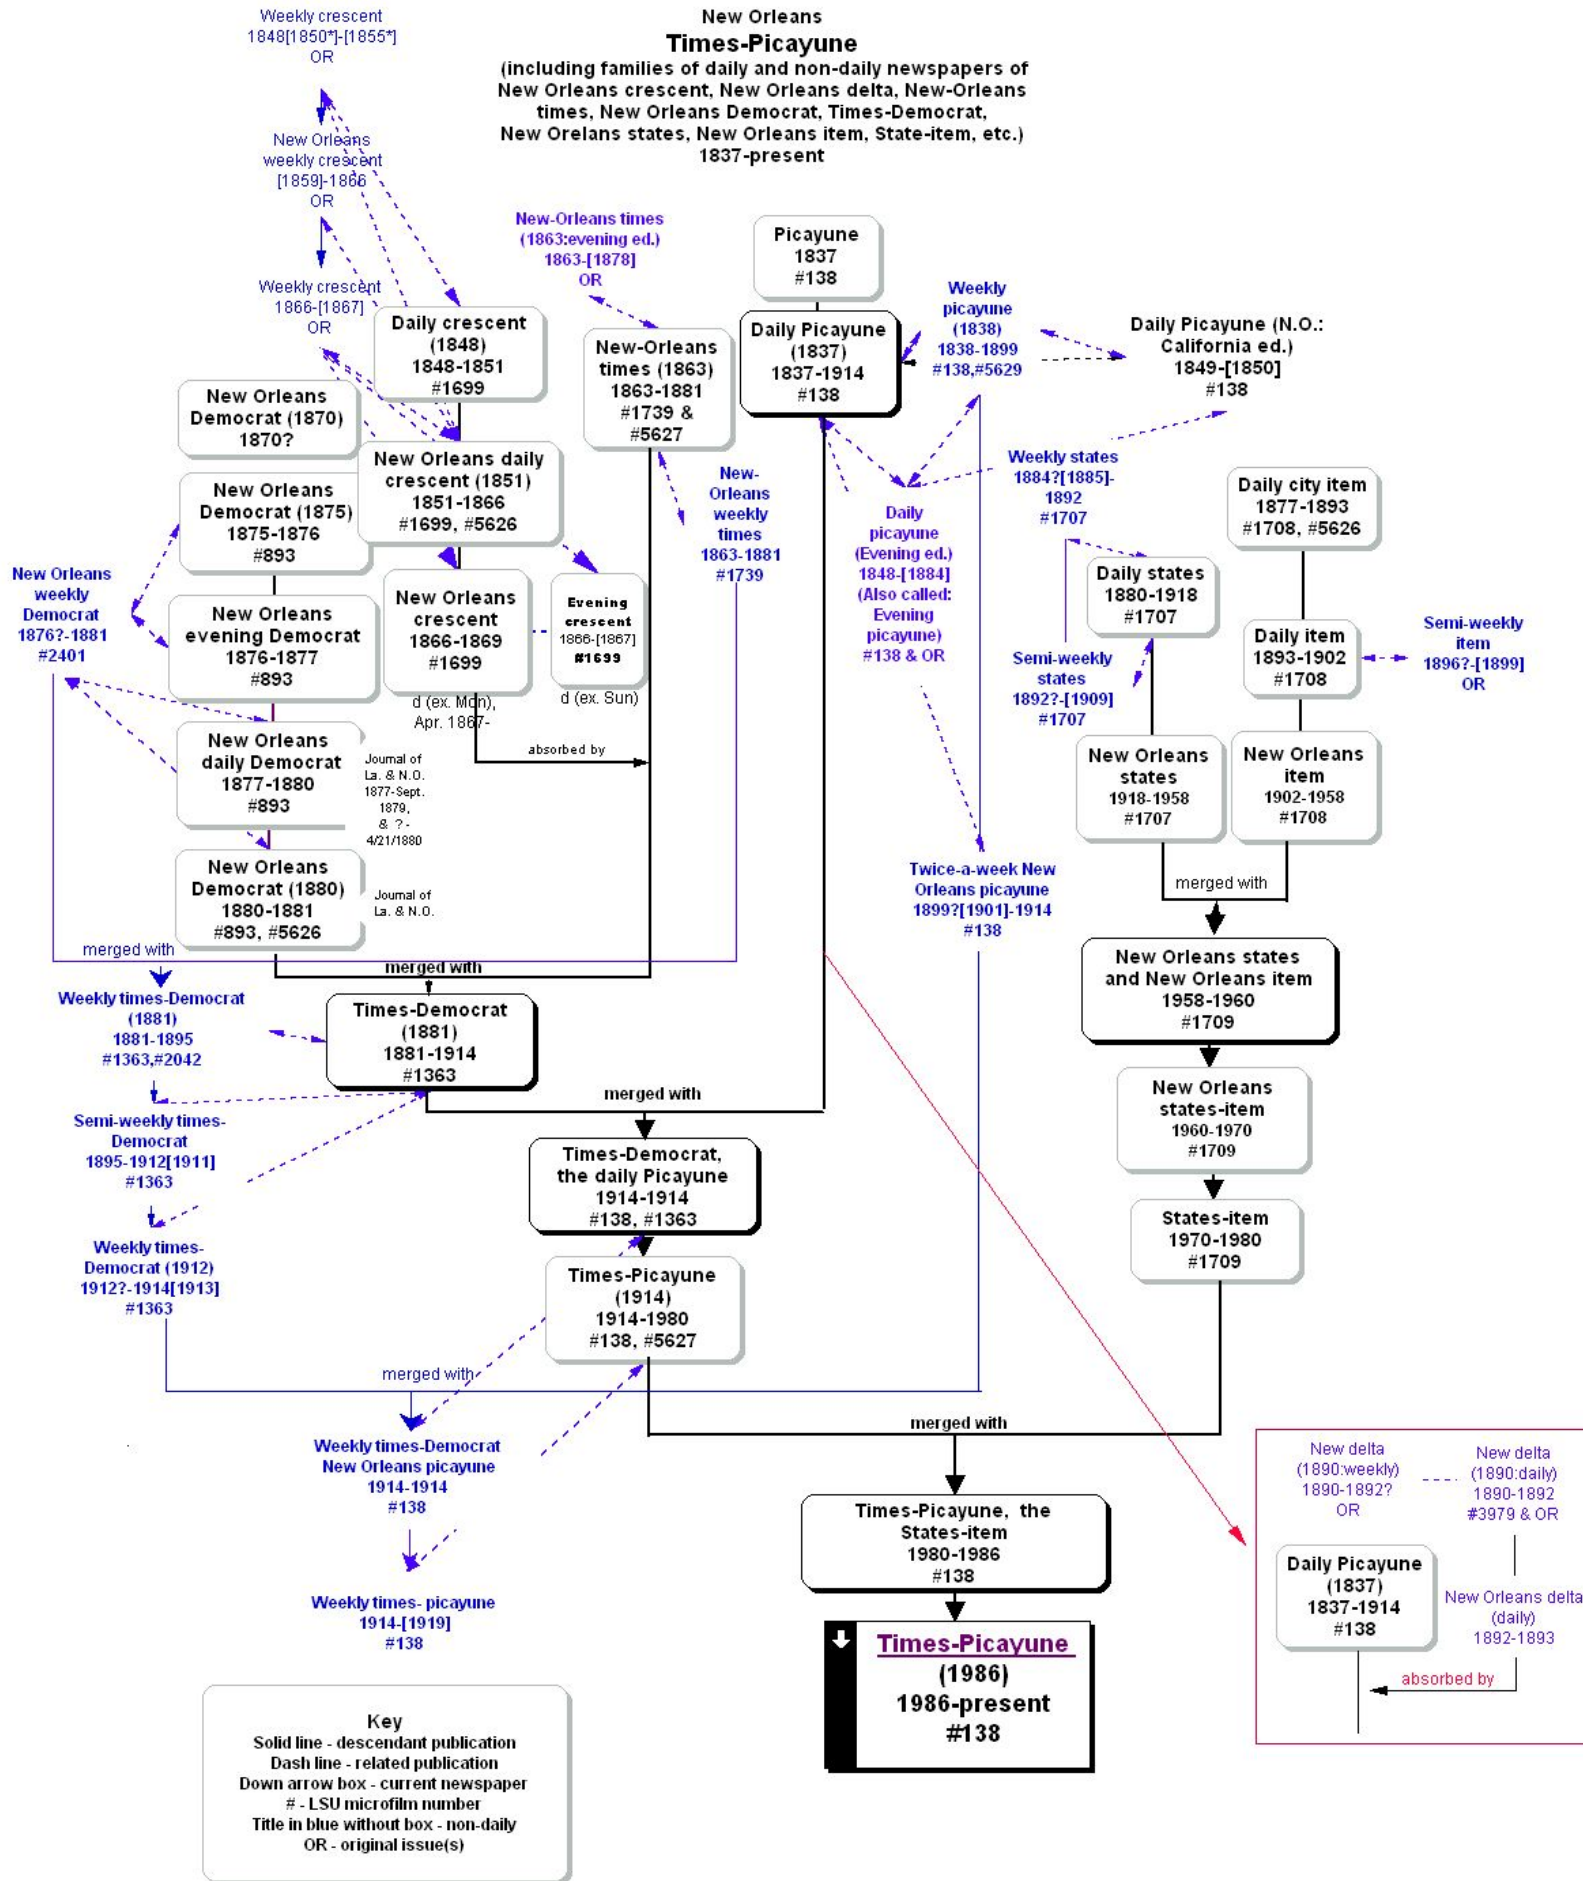 New Orleans
Times-Picayune
(including families of daily and non-daily newspapers of
New Orleans crescent, New Orleans delta, New-Orleans
times, New Orleans Democrat, Times-Democrat,
New Orelans states, New Orleans item, State-item, etc.)
1837-present
Weekly crescent
1848[1850*]-[1855*]
OR
New Orleans
weekly crescent
[1859]-1866
OR
Weekly crescent
1866-[1867]
OR
Daily crescent
(1848)
1848-1851
#1699
New Orleans daily
crescent (1851)
1851-1866
#1699, #5626
New Orleans
crescent
1866-1869
#1699
d (ex. Mon),
Apr. 1867-
Evening
crescent
1866-[1867]
#1699
d (ex. Sun)
absorbed by
New-Orleans times
(1863:evening ed.)
1863-[1878]
OR
New-Orleans
times (1863)
1863-1881
#1739 &
#5627
New-
Orleans
weekly
times
1863-1881
#1739
Picayune
1837
#138
Daily Picayune
(1837)
1837-1914
#138
Weekly
picayune
(1838)
1838-1899
#138,#5629
Daily Picayune (N.O.:
California ed.)
1849-[1850]
#138
Daily
picayune
(Evening ed.)
1848-[1884]
(Also called:
Evening
picayune)
#138 & OR
Twice-a-week New
Orleans picayune
1899?[1901]-1914
#138
Weekly states
1884?[1885]-
1892
#1707
Daily states
1880-1918
#1707
Semi-weekly
states
1892?-[1909]
#1707
New Orleans
states
1918-1958
#1707
Daily city item
1877-1893
#1708, #5626
Daily item
1893-1902
#1708
Semi-weekly
item
1896?-[1899]
OR
New Orleans
item
1902-1958
#1708
merged with
New Orleans states
and New Orleans item
1958-1960
#1709
New Orleans
states-item
1960-1970
#1709
States-item
1970-1980
#1709
New Orleans
Democrat (1870)
1870?
New Orleans
Democrat (1875)
1875-1876
#893
New Orleans
weekly
Democrat
1876?-1881
#2401
New Orleans
evening Democrat
1876-1877
#893
New Orleans
daily Democrat
1877-1880
#893
Journal of
La. & N.O.
1877-Sept.
1879,
& ? -
4/21/1880
New Orleans
Democrat (1880)
1880-1881
#893, #5626
Journal of
La. & N.O.
merged with
merged with
Weekly times-Democrat
(1881)
1881-1895
#1363,#2042
Times-Democrat
(1881)
1881-1914
#1363
Semi-weekly times-
Democrat
1895-1912[1911]
#1363
Weekly times-
Democrat (1912)
1912?-1914[1913]
#1363
merged with
Times-Democrat,
the daily Picayune
1914-1914
#138, #1363
Times-Picayune
(1914)
1914-1980
#138, #5627
merged with
Weekly times-Democrat
New Orleans picayune
1914-1914
#138
Weekly times- picayune
1914-[1919]
#138
merged with
Times-Picayune, the
States-item
1980-1986
#138
Times-Picayune
(1986)
1986-present
#138
New delta
(1890:weekly)
1890-1892?
OR
New delta
(1890:daily)
1890-1892
#3979 & OR
Daily Picayune
(1837)
1837-1914
#138
New Orleans delta
(daily)
1892-1893
absorbed by
Key
Solid line - descendant publication
Dash line - related publication
Down arrow box - current newspaper
# - LSU microfilm number
Title in blue without box - non-daily
OR - original issue(s)